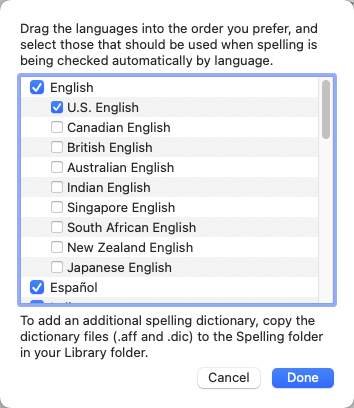 Drag the languages into the order you prefer, and
select those that should be used when spelling is
being checked automatically by language.
English
U.S. English
Canadian English
British English
Australian English
Indian English
Singapore English
South African English
New Zealand English
Japanese English
Español
To add an additional spelling dictionary, copy the
dictionary files (.aff and .dic) to the Spelling folder
in your Library folder.
Cancel
Done